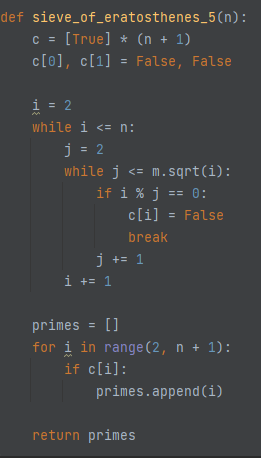 def sieve_of_eratosthenes_5(n):
    c = [True] * (n + 1)
    c[0], c[1] = False, False

    i = 2
    while i <= n:
        j = 2
        while j <= m.sqrt(i):
            if i % j == 0:
                c[i] = False
                break
            j += 1
        i += 1

    primes = []
    for i in range(2, n + 1):
        if c[i]:
            primes.append(i)

    return primes